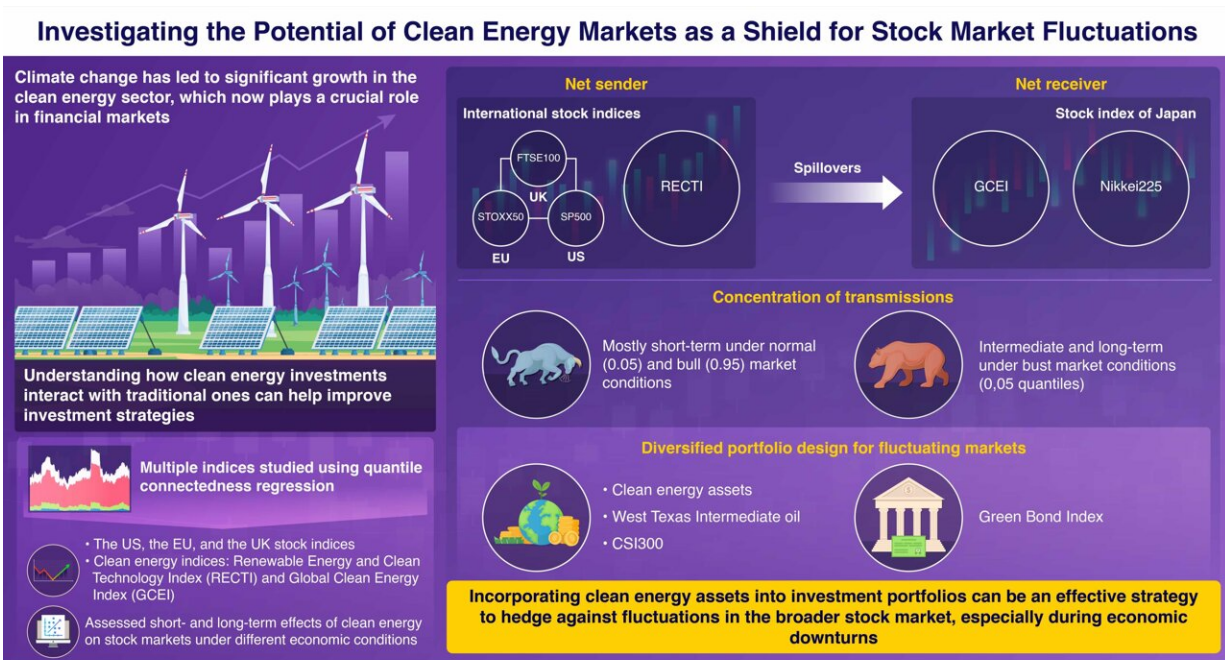 Investigating the Potential of Clean Energy Markets as a Shield for Stock Market Fluctuations
Climate change has led to significant growth in the
clean energy sector, which now plays a crucial role
in financial markets
Understanding how clean energy investments
interact with traditional ones can help improve
investment strategies
Multiple indices studied using quantile
connectedness regression
• The US, the EU, and the UK stock indices
• Clean energy indices: Renewable Energy and Clean
Technology Index (RECTI) and Global Clean Energy
Index (GCEI)
Assessed short- and long-term effects of clean energy
on stock markets under different economic conditions
Net sender
International stock indices
FTSE100
UK
STOXX50
SP500
EU
US
RECTI
Spillovers
Net receiver
Stock index of Japan
GCEI
Nikkei225
Concentration of transmissions
Mostly short-term under normal
(0.05) and bull (0.95) market
conditions
Intermediate and long-term
under bust market conditions
(0,05 quantiles)
Diversified portfolio design for fluctuating markets
• Clean energy assets
• West Texas Intermediate oil
• CSI300
Green Bond Index
Incorporating clean energy assets into investment portfolios can be an effective strategy
to hedge against fluctuations in the broader stock market, especially during economic
downturns